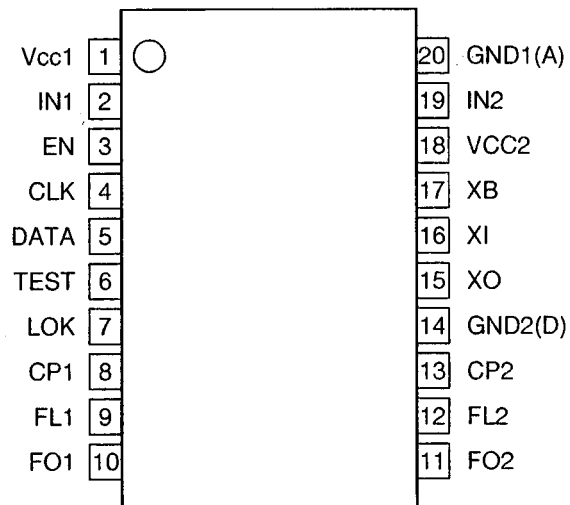 Vcc1 1 20 GND1(A)
IN1 2 19 IN2
EN 3 18 VCC2
CLK 4 17 XB
DATA 5 16 XI
TEST 6 15 XO
LOK 7 14 GND2(D)
CP1 8 13 CP2
FL1 9 12 FL2
FO1 10 11 FO2